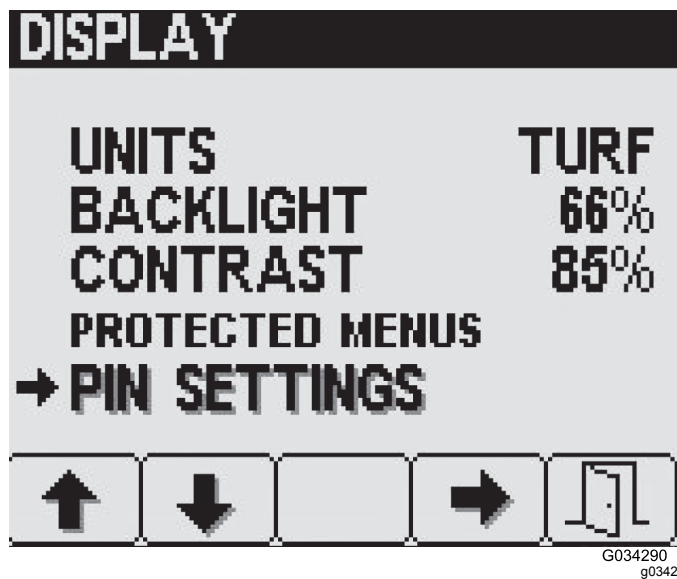 DISPLAY
UNITS TURF
BACKLIGHT 66%
CONTRAST 85%
PROTECTED MENUS
PIN SETTINGS
G034290
g0342